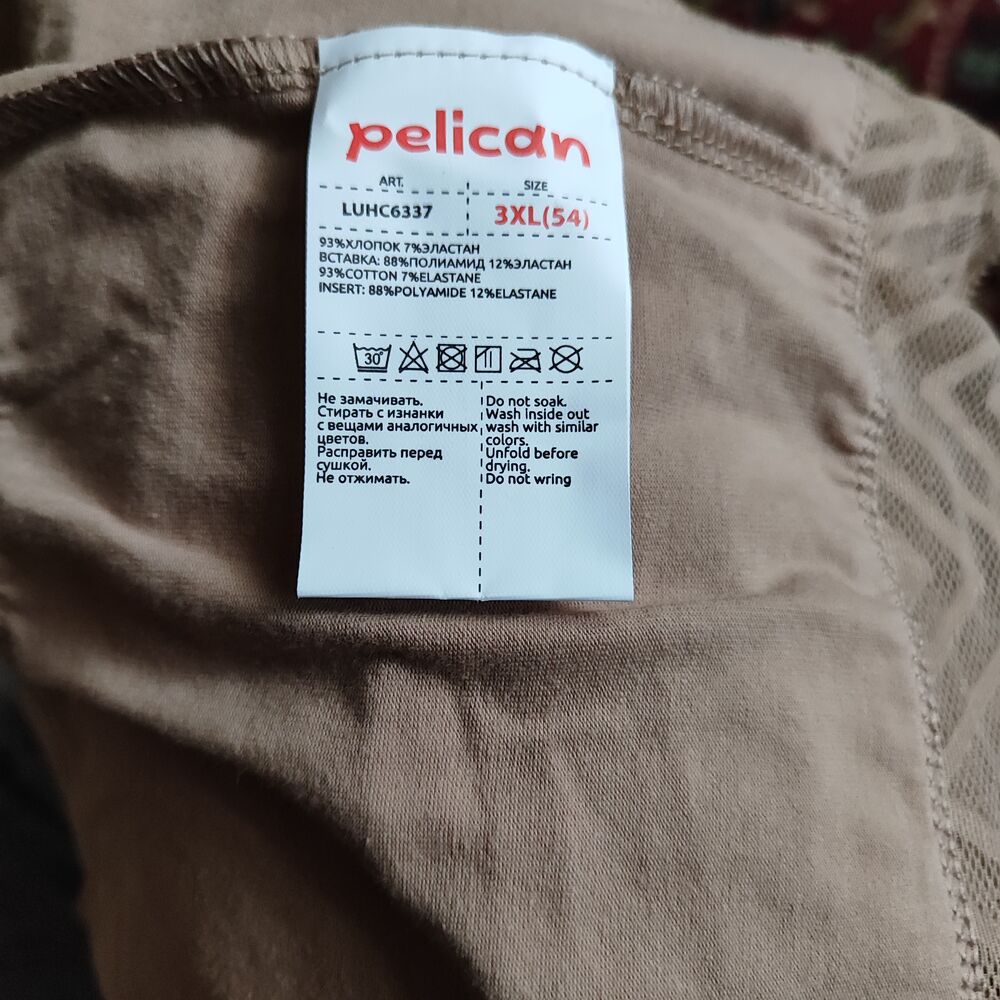 pelican
ART. SIZE
LUHC6337 3XL(54)
93%ХЛОПОК 7%ЭЛАСТАН
ВСТАВКА: 88%ПОЛИАМИД 12%ЭЛАСТАН
93%COTTON 7%ELASTANE
INSERT: 88%POLYAMIDE 12%ELASTANE
30°
Не замачивать.
Стирать с изнанки
с вещами аналогичных
цветов.
Расправить перед
сушкой.
Не отжимать.
Do not soak.
Wash inside out
wash with similar
colors.
Unfold before
drying.
Do not wring